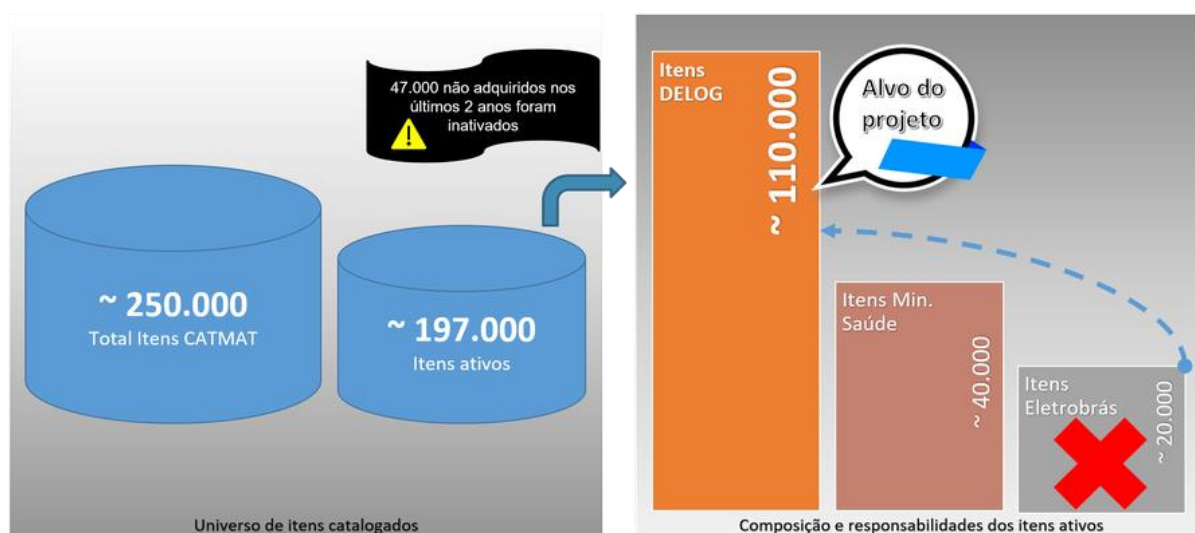 47.000 não adquiridos nos
últimos 2 anos foram
inativados
~ 250.000
Total Itens CATMAT
~ 197.000
Itens ativos
Universo de itens catalogados
Itens
DELOG
~ 110.000
Alvo do
projeto
Itens Min.
Saúde
~ 40.000
Itens
Eletrobrás
~ 20.000
Composição e responsabilidades dos itens ativos